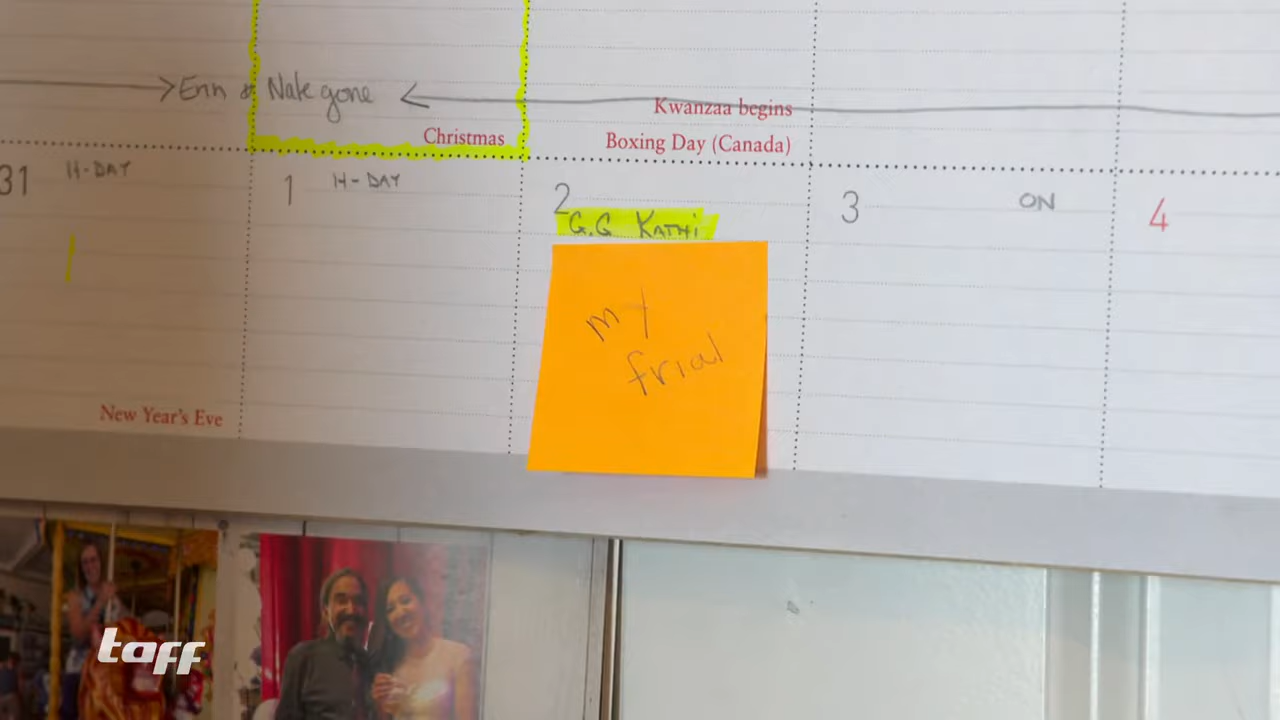 Erin & Nate gone
Kwanzaa begins
Christmas
Boxing Day (Canada)
31 H-DAY
1 H-DAY
2
3 ON
4
G.G KATHI
my
frial
New Year's Eve
taff